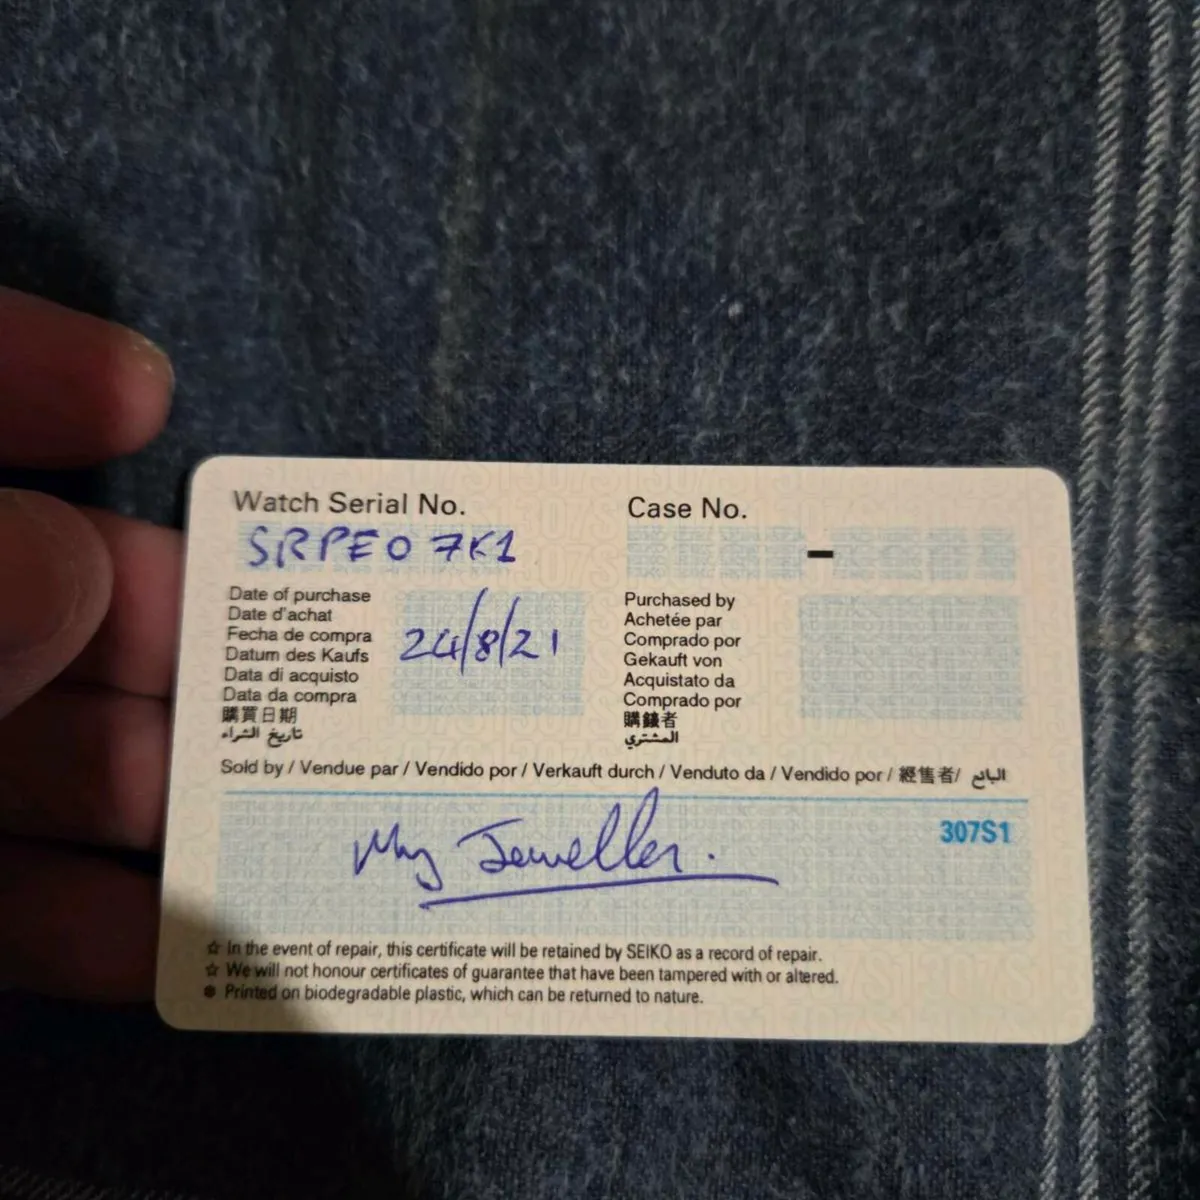 Watch Serial No.
SRPE07K1
Case No.
-
Date of purchase
Date d'achat
Fecha de compra
Datum des Kaufs
Data di acquisto
Data da compra
購買日期
تاريخ الشراء
24/8/21
Purchased by
Achetée par
Comprado por
Gekauft von
Acquistato da
Comprado por
購錶者
المشتري
Sold by / Vendue par / Vendido por / Verkauft durch / Venduto da / Vendido por / 經售者 / البائع
307S1
My Jeweller.
☆ In the event of repair, this certificate will be retained by SEIKO as a record of repair.
☆ We will not honour certificates of guarantee that have been tampered with or altered.
● Printed on biodegradable plastic, which can be returned to nature.